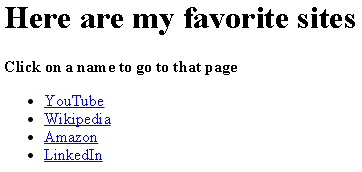 Here are my favorite sites
Click on a name to go to that page
YouTube
Wikipedia
Amazon
LinkedIn